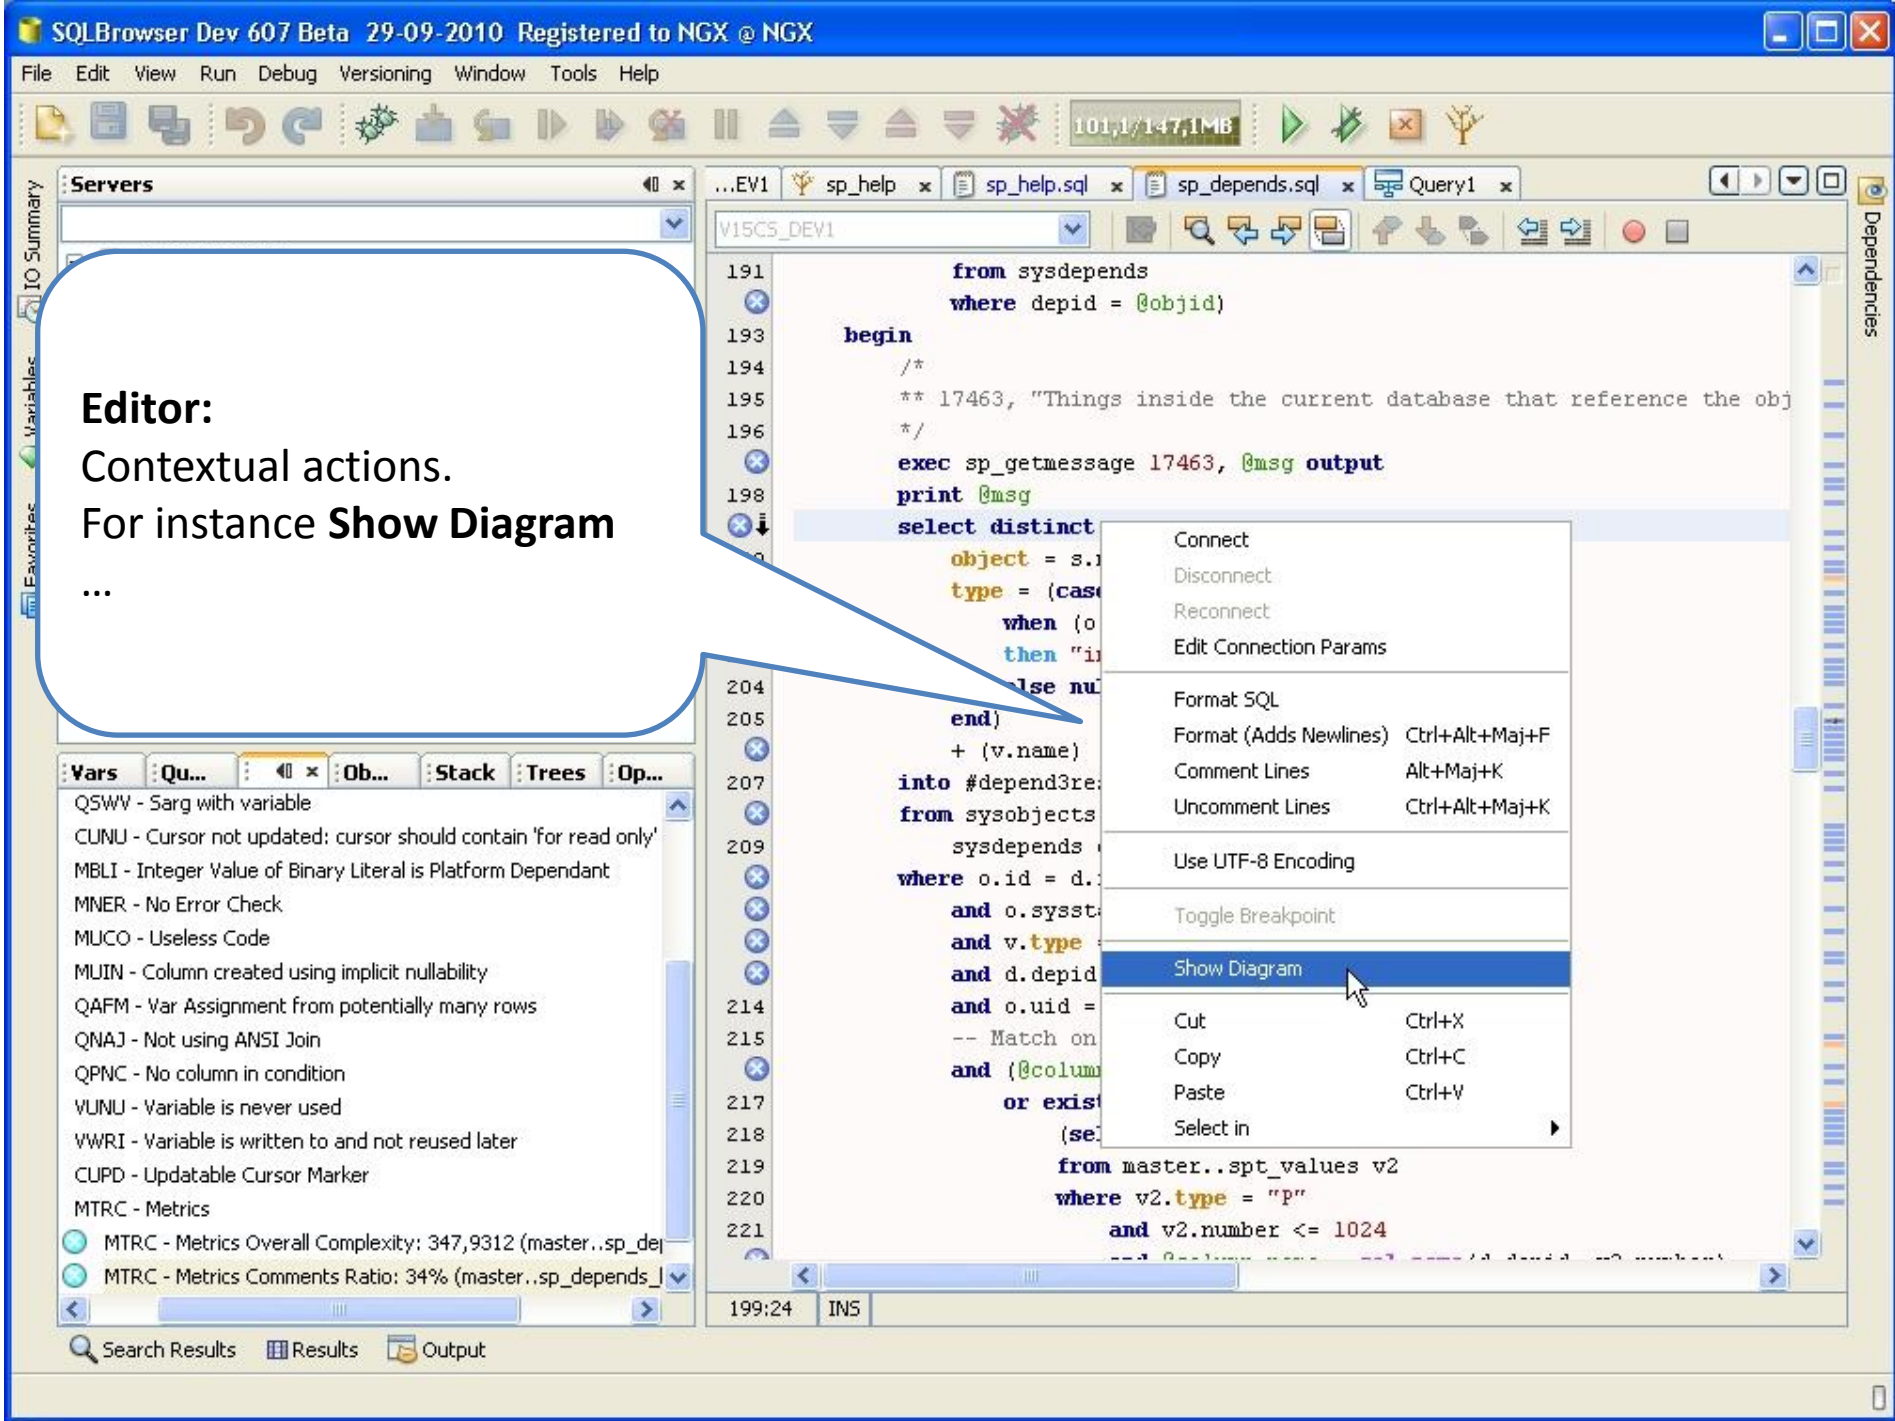 SQLBrowser Dev 607 Beta 29-09-2010 Registered to NGX @ NGX
File Edit View Run Debug Versioning Window Tools Help
101,1/147,1MB
IO Summary
Variables
Favorites
Servers
Editor:
Contextual actions.
For instance Show Diagram
...
Vars Qu... Ob... Stack Trees Op...
QSWV - Sarg with variable
CUNU - Cursor not updated: cursor should contain 'for read only'
MBLI - Integer Value of Binary Literal is Platform Dependant
MNER - No Error Check
MUCO - Useless Code
MUIN - Column created using implicit nullability
QAFM - Var Assignment from potentially many rows
QNAJ - Not using ANSI Join
QPNC - No column in condition
VUNU - Variable is never used
VWRI - Variable is written to and not reused later
CUPD - Updatable Cursor Marker
MTRC - Metrics
MTRC - Metrics Overall Complexity: 347,9312 (master..sp_de
MTRC - Metrics Comments Ratio: 34% (master..sp_depends_
...EV1 sp_help sp_help.sql sp_depends.sql Query1
V15CS_DEV1
191 from sysdepends
where depid = @objid)
193 begin
194 /*
195 ** 17463, "Things inside the current database that reference the obj
196 */
exec sp_getmessage 17463, @msg output
198 print @msg
select distinct
object = s.
type = (case
when (o
then "i
lse nul
204
205 end)
+ (v.name)
207 into #depend3re
from sysobjects
209 sysdepends
where o.id = d.
and o.sysst
and v.type =
and d.depid
214 and o.uid =
215 -- Match on
and (@colum
217 or exist
218 (se
219 from master..spt_values v2
220 where v2.type = "P"
221 and v2.number <= 1024
Connect
Disconnect
Reconnect
Edit Connection Params
Format SQL
Format (Adds Newlines) Ctrl+Alt+Maj+F
Comment Lines Alt+Maj+K
Uncomment Lines Ctrl+Alt+Maj+K
Use UTF-8 Encoding
Toggle Breakpoint
Show Diagram
Cut Ctrl+X
Copy Ctrl+C
Paste Ctrl+V
Select in
199:24 INS
Dependencies
Search Results Results Output